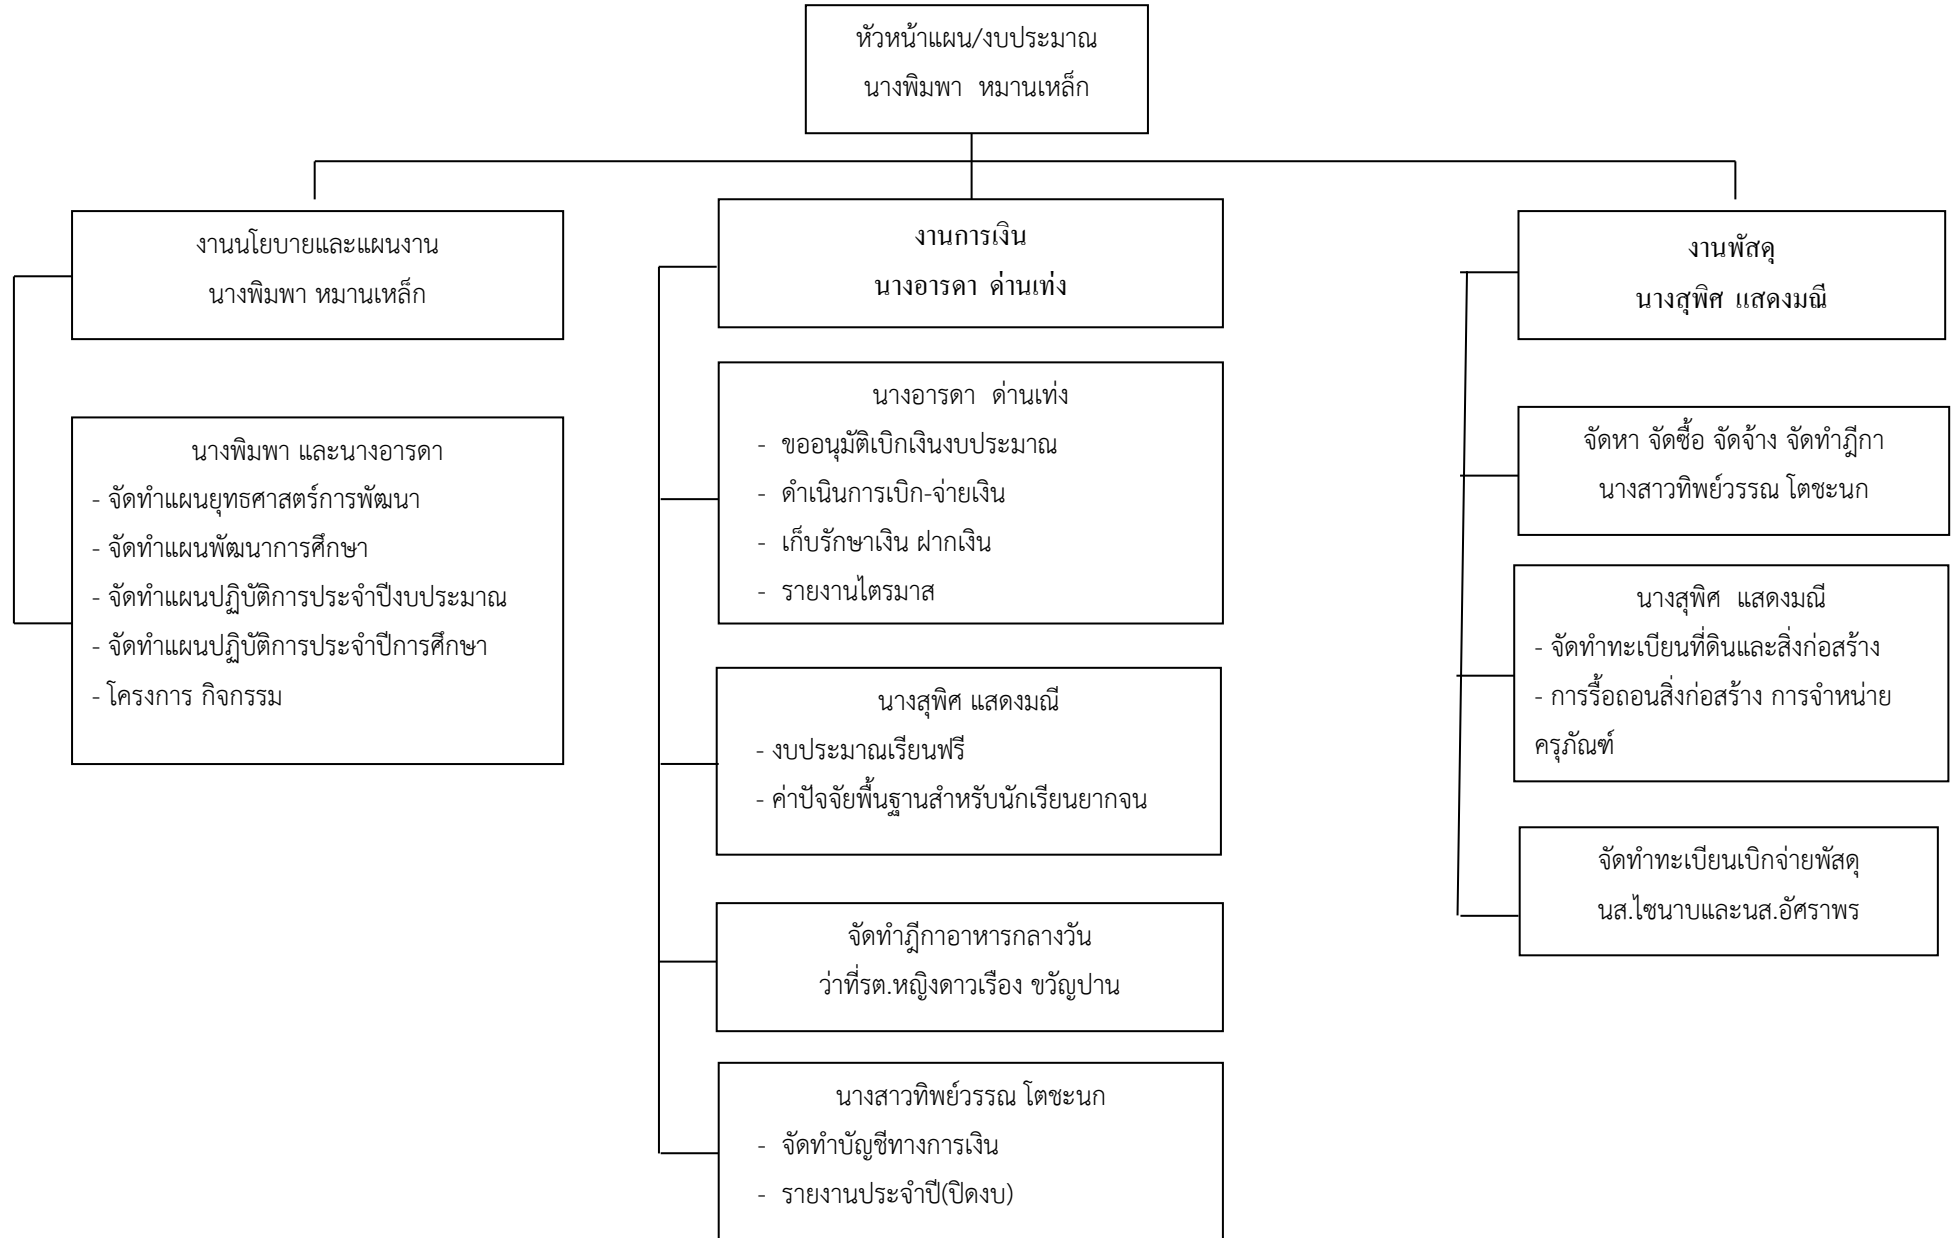 หัวหน้าแผน/งบประมาณ
นางพิมพา  หมานเหล็ก
งานนโยบายและแผนงาน
นางพิมพา หมานเหล็ก
นางพิมพา และนางอารดา
- จัดทำแผนยุทธศาสตร์การพัฒนา
- จัดทำแผนพัฒนาการศึกษา
- จัดทำแผนปฏิบัติการประจำปีงบประมาณ
- จัดทำแผนปฏิบัติการประจำปีการศึกษา
- โครงการ กิจกรรม
งานการเงิน
นางอารดา ด่านเท่ง
นางอารดา  ด่านเท่ง
- ขออนุมัติเบิกเงินงบประมาณ
- ดำเนินการเบิก-จ่ายเงิน
- เก็บรักษาเงิน ฝากเงิน
- รายงานไตรมาส
นางสุพิศ แสดงมณี
- งบประมาณเรียนฟรี
- ค่าปัจจัยพื้นฐานสำหรับนักเรียนยากจน
จัดทำฎีกาอาหารกลางวัน
ว่าที่รต.หญิงดาวเรือง ขวัญปาน
นางสาวทิพย์วรรณ โตชะนก
- จัดทำบัญชีทางการเงิน
- รายงานประจำปี(ปิดงบ)
งานพัสดุ
นางสุพิศ แสดงมณี
จัดหา จัดซื้อ จัดจ้าง จัดทำฎีกา
นางสาวทิพย์วรรณ โตชะนก
นางสุพิศ  แสดงมณี
- จัดทำทะเบียนที่ดินและสิ่งก่อสร้าง
- การรื้อถอนสิ่งก่อสร้าง การจำหน่าย
ครุภัณฑ์
จัดทำทะเบียนเบิกจ่ายพัสดุ
นส.ไซนาบและนส.อัศราพร